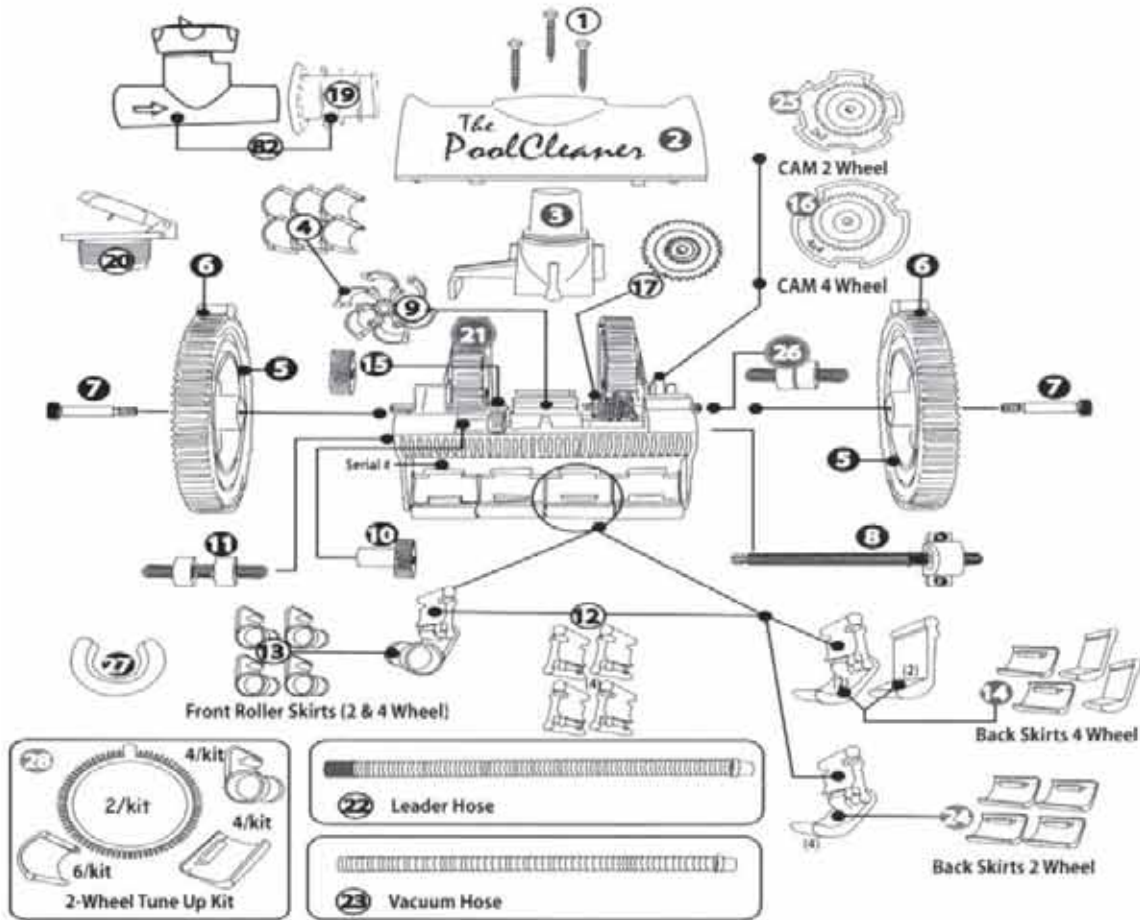 1
19
The
PoolCleaner
2
25
82
CAM 2 Wheel
4
3
16
20
6
17
6
CAM 4 Wheel
9
21
26
15
5
7
7
5
Serial #
11
10
8
12
13
(2)
(4)
14
Front Roller Skirts (2 & 4 Wheel)
Back Skirts 4 Wheel
28
4/kit
2/kit
4/kit
6/kit
2-Wheel Tune Up Kit
22 Leader Hose
23 Vacuum Hose
(4)
Back Skirts 2 Wheel